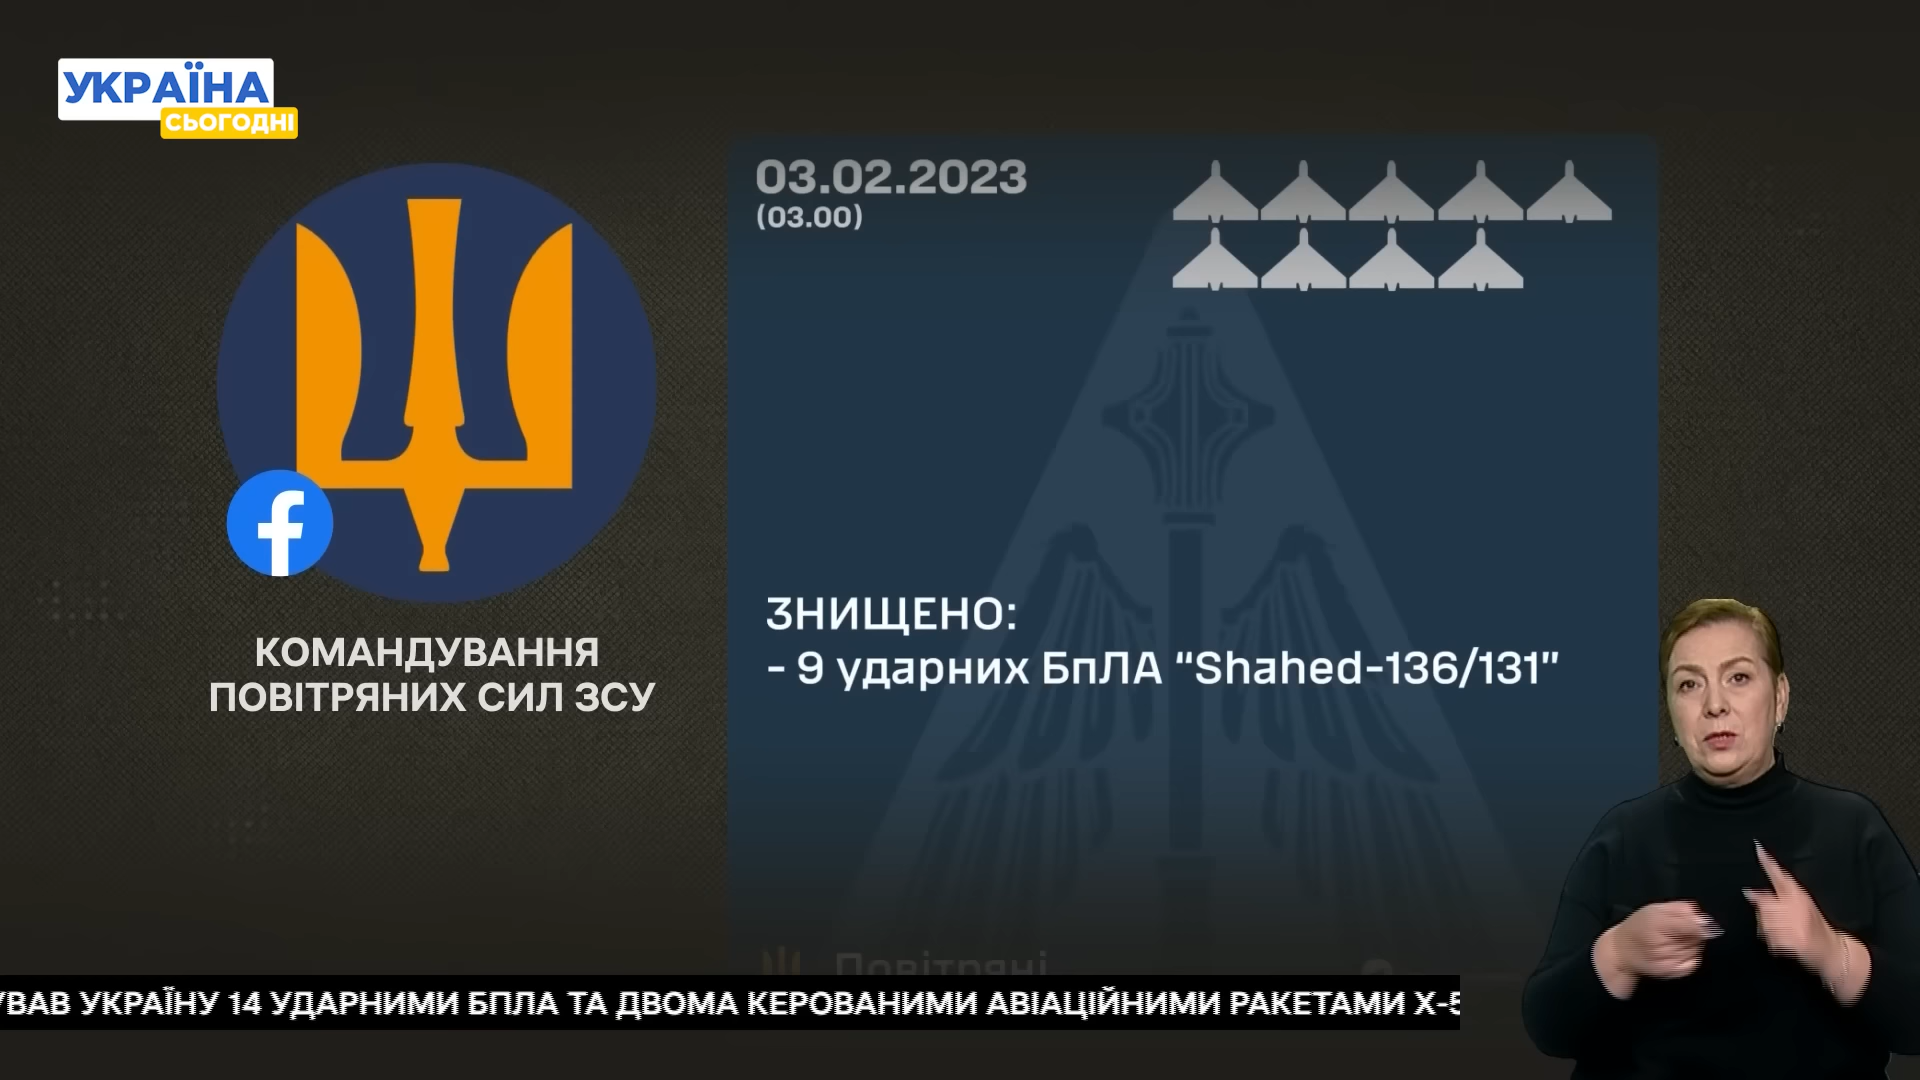 УКРАЇНА
СЬОГОДНІ
03.02.2023
(03.00)
КОМАНДУВАННЯ
ПОВІТРЯНИХ СИЛ ЗСУ
ЗНИЩЕНО:
- 9 ударних БпЛА “Shahed-136/131”
Повітряні
УВАВ УКРАЇНУ 14 УДАРНИМИ БПЛА ТА ДВОМА КЕРОВАНИМИ АВІАЦІЙНИМИ РАКЕТАМИ Х-5